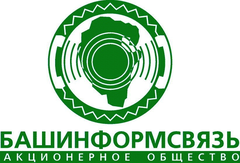 БАШИНФОРМСВЯЗЬ
АКЦИОНЕРНОЕ ОБЩЕСТВО